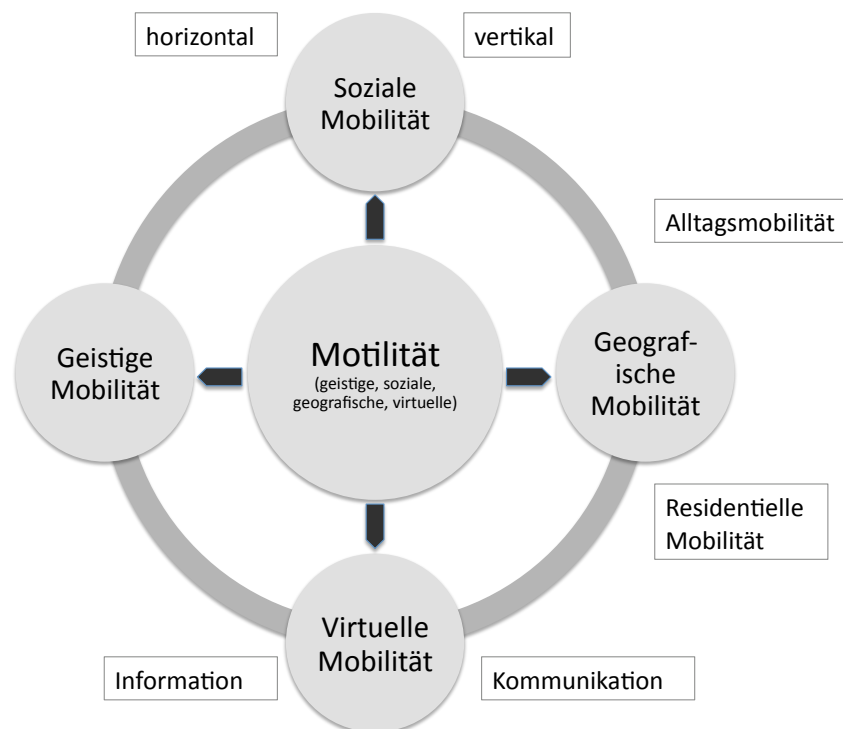 horizontal
vertikal
Soziale
Mobilität
Alltagsmobilität
Geistige
Mobilität
Motilität
(geistige, soziale,
geografische, virtuelle)
Geograf-
ische
Mobilität
Residentielle
Mobilität
Virtuelle
Mobilität
Information
Kommunikation